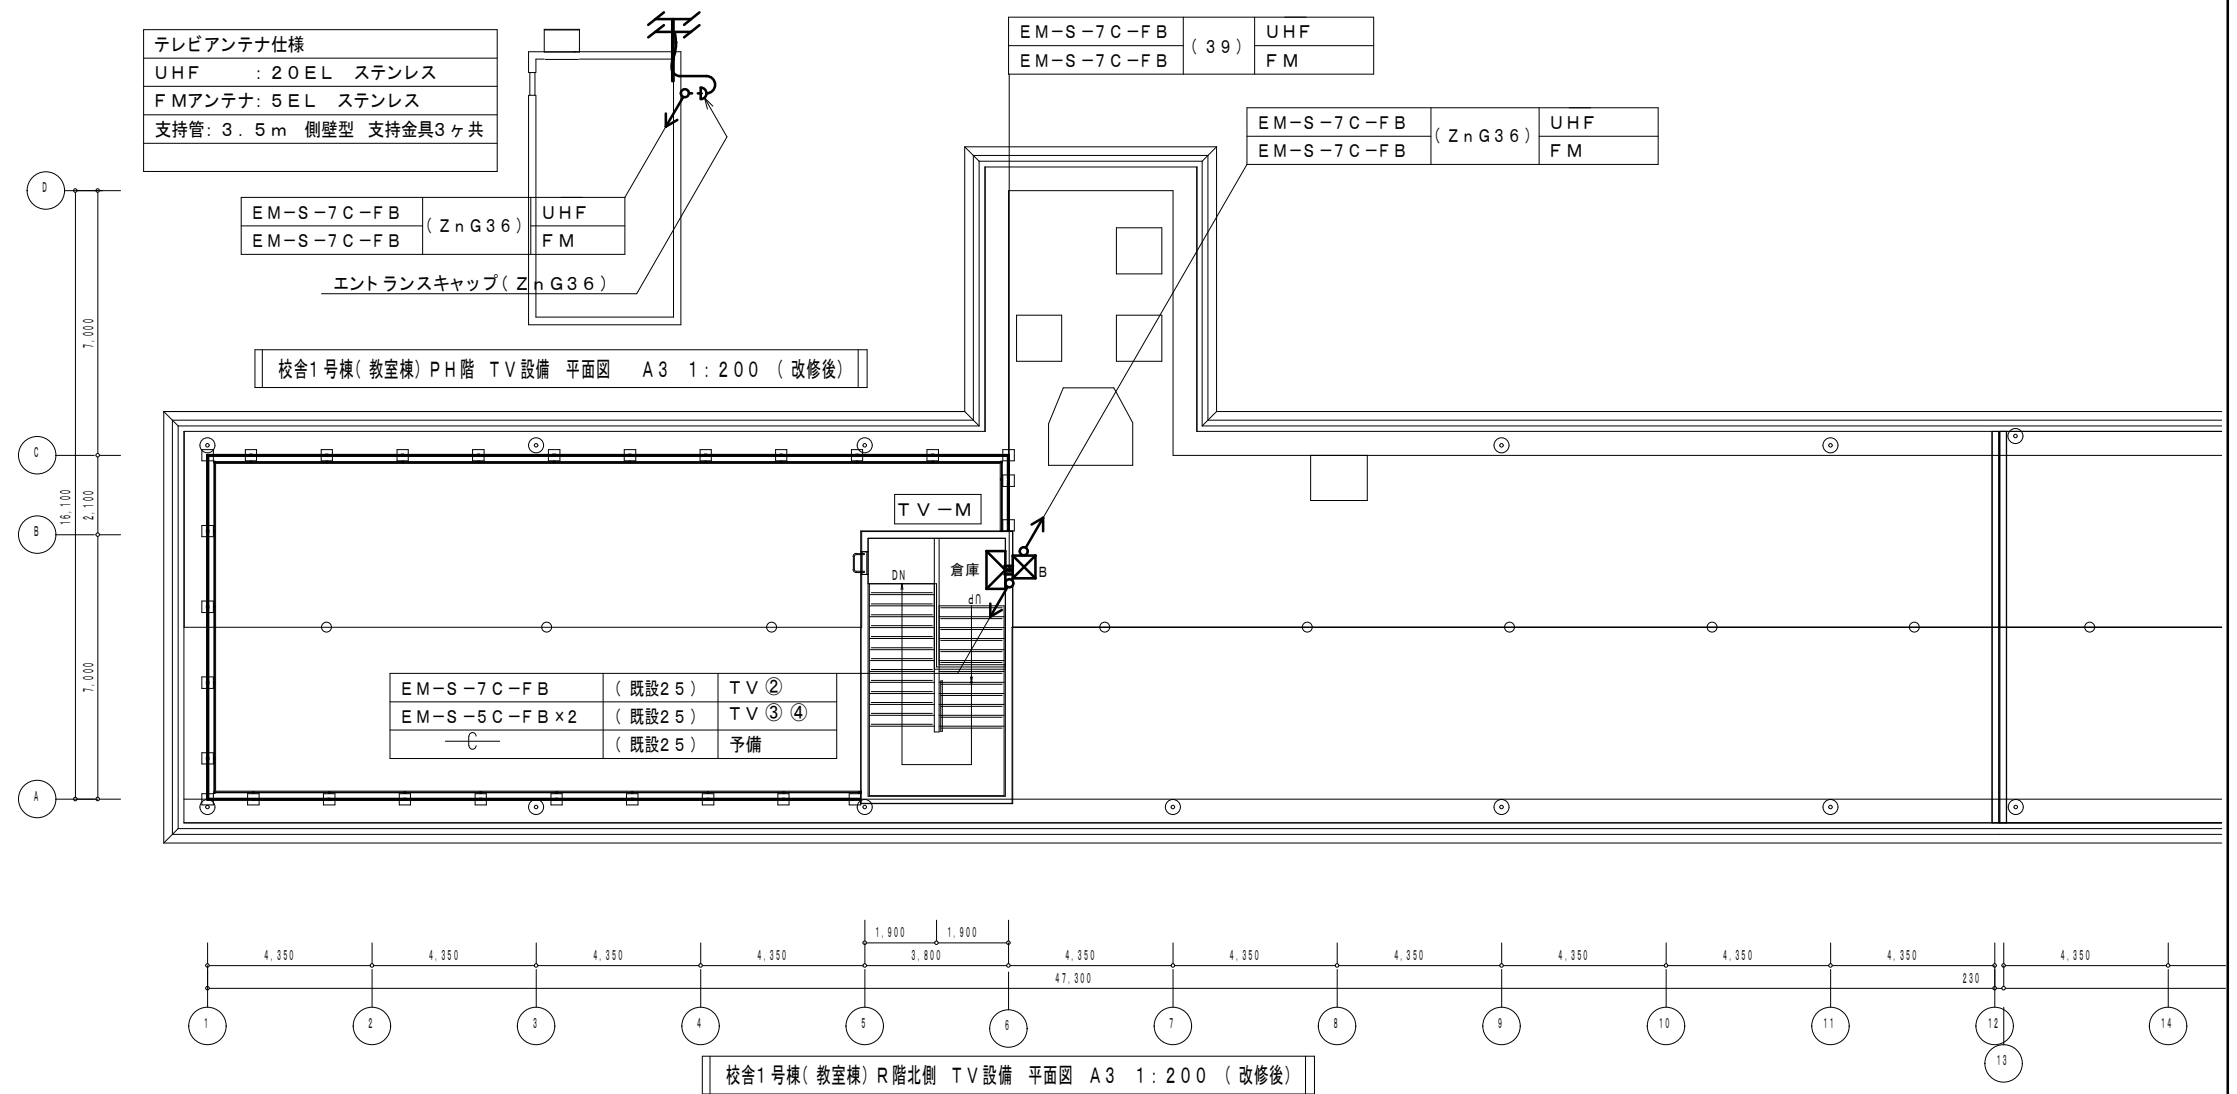 テレビアンテナ仕様
UHF : 20EL ステンレス
FMアンテナ: 5EL ステンレス
支持管: 3.5m 側壁型 支持金具3ヶ共
EM-S-7C-FB (39) UHF
EM-S-7C-FB FM
EM-S-7C-FB (ZnG36) UHF
EM-S-7C-FB FM
EM-S-7C-FB (ZnG36) UHF
EM-S-7C-FB FM
エントランスキャップ(ZnG36)
校舎1号棟(教室棟)PH階 TV設備 平面図 A3 1:200 (改修後)
D
C
B
A
7,000
2,100
16,100
7,000
TV-M
倉庫
B
DN
UP
EM-S-7C-FB (既設25) TV②
EM-S-5C-FB×2 (既設25) TV③④
C (既設25) 予備
1,900 1,900
4,350 4,350 4,350 4,350 3,800 4,350 4,350 4,350 4,350 4,350 4,350 4,350
47,300 230
1 2 3 4 5 6 7 8 9 10 11 12 14
13
校舎1号棟(教室棟)R階北側 TV設備 平面図 A3 1:200 (改修後)